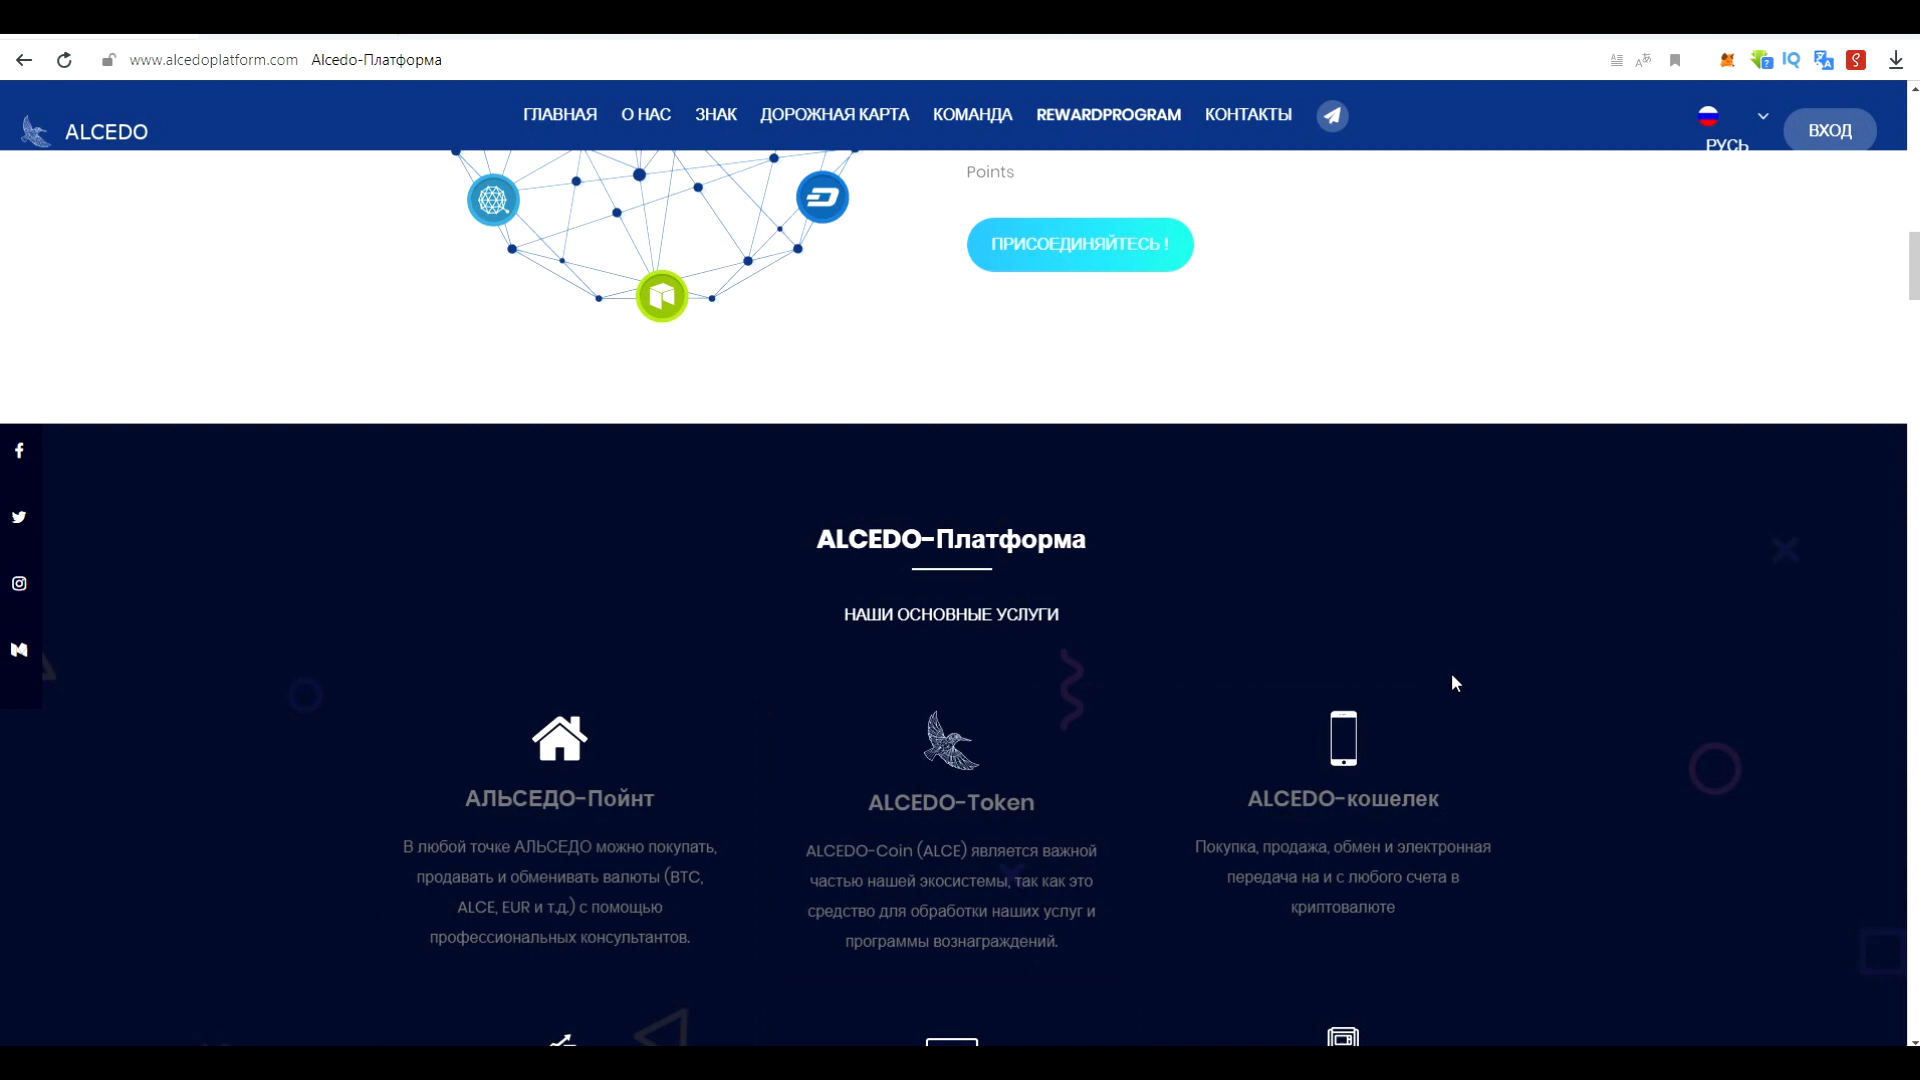 www.alcedoplatform.com Alcedo-Платформа
IQ
ALCEDO
ГЛАВНАЯ О НАС ЗНАК ДОРОЖНАЯ КАРТА КОМАНДА REWARDPROGRAM КОНТАКТЫ
РУСЬ
ВХОД
Points
ПРИСОЕДИНЯЙТЕСЬ !
ALCEDO-Платформа
НАШИ ОСНОВНЫЕ УСЛУГИ
АЛЬСЕДО-Пойнт
В любой точке АЛЬСЕДО можно покупать,
продавать и обменивать валюты (BTC,
ALCE, EUR и т.д.) с помощью
профессиональных консультантов.
ALCEDO-Token
ALCEDO-Coin (ALCE) является важной
частью нашей экосистемы, так как это
средство для обработки наших услуг и
программы вознаграждений.
ALCEDO-кошелек
Покупка, продажа, обмен и электронная
передача на и с любого счета в
криптовалюте